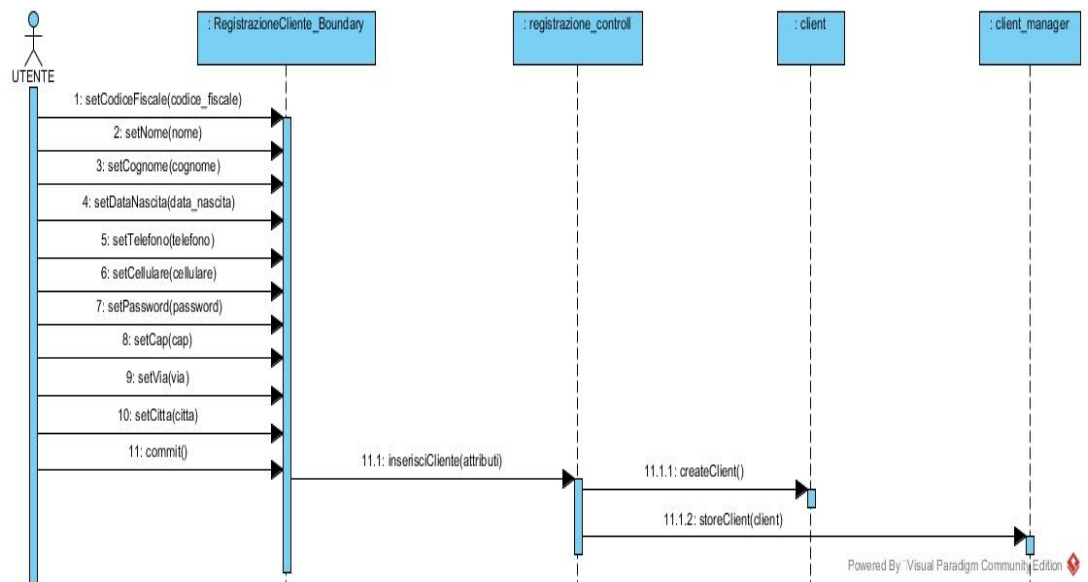 : RegistrazioneCliente_Boundary
: registrazione_controll
: client
: client_manager
UTENTE
1: setCodiceFiscale(codice_fiscale)
2: setNome(nome)
3: setCognome(cognome)
4: setDataNascita(data_nascita)
5: setTelefono(telefono)
6: setCellulare(cellulare)
7: setPassword(password)
8: setCap(cap)
9: setVia(via)
10: setCitta(citta)
11: commit()
11.1: inserisciCliente(attributi)
11.1.1: createClient()
11.1.2: storeClient(client)
Powered By Visual Paradigm Community Edition